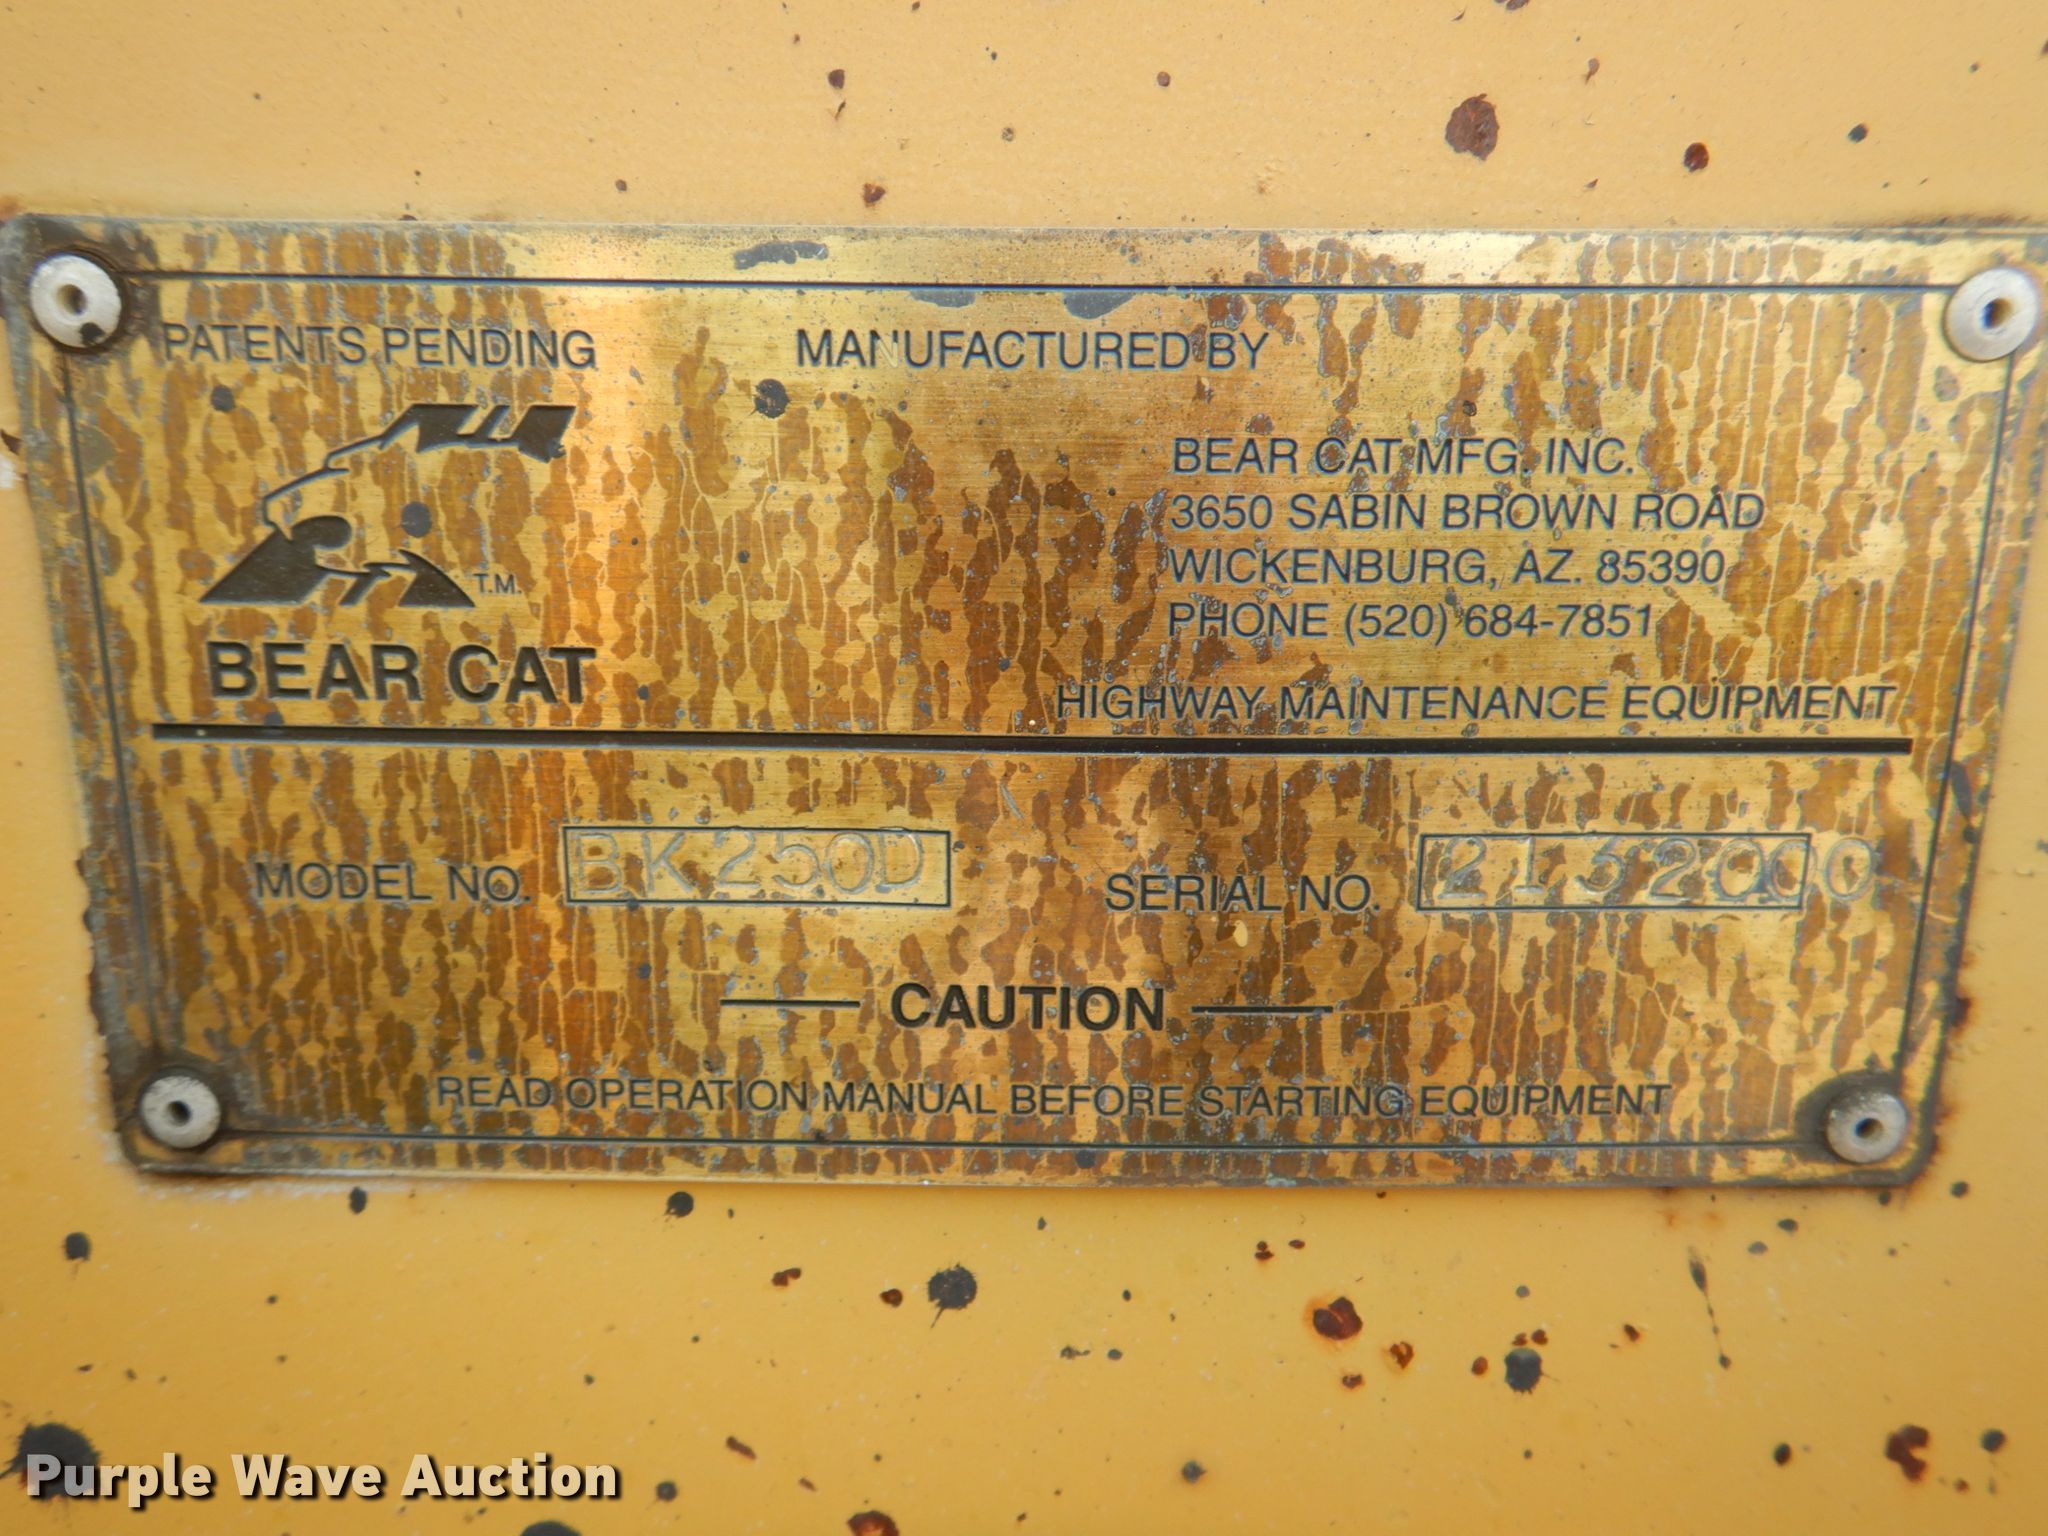 PATENTS PENDING
MANUFACTURED BY
T.M.
BEAR CAT
BEAR CAT MFG. INC.
3650 SABIN BROWN ROAD
WICKENBURG, AZ. 85390
PHONE (520) 684-7851
HIGHWAY MAINTENANCE EQUIPMENT
MODEL NO. BK250D
SERIAL NO. 2152000
CAUTION
READ OPERATION MANUAL BEFORE STARTING EQUIPMENT
Purple Wave Auction